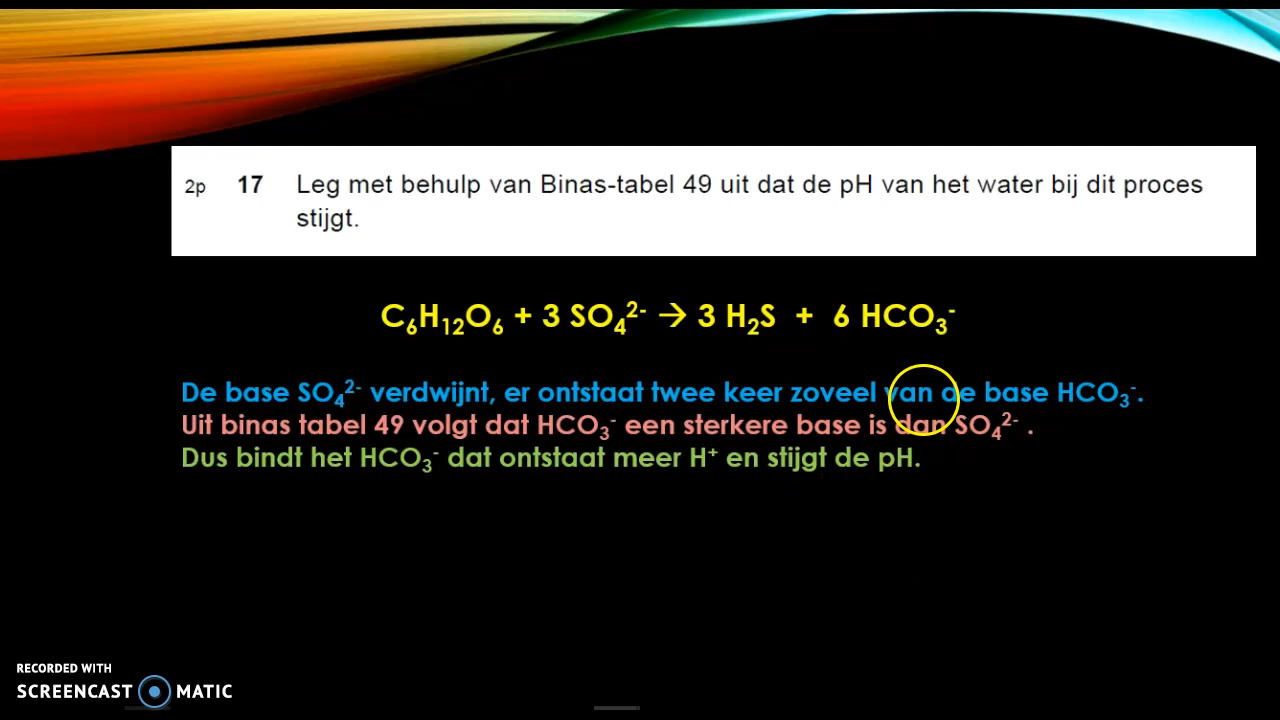 2p 17 Leg met behulp van Binas-tabel 49 uit dat de pH van het water bij dit proces
stijgt.
C₆H₁₂O₆ + 3 SO₄²⁻ → 3 H₂S + 6 HCO₃⁻
De base SO₄²⁻ verdwijnt, er ontstaat twee keer zoveel van de base HCO₃⁻.
Uit binas tabel 49 volgt dat HCO₃⁻ een sterkere base is dan SO₄²⁻ .
Dus bindt het HCO₃⁻ dat ontstaat meer H⁺ en stijgt de pH.
RECORDED WITH
SCREENCAST MATIC